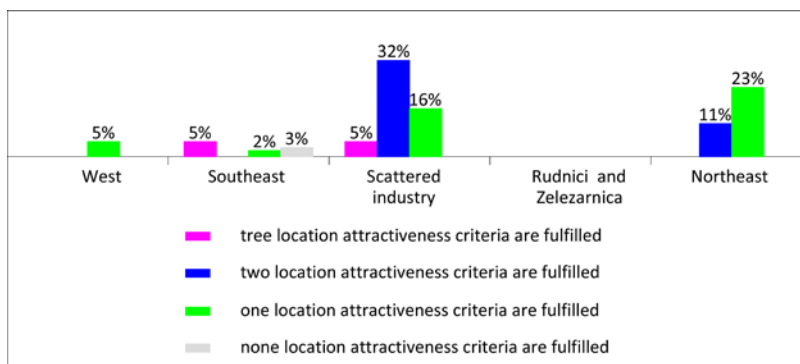 32%
23%
16%
11%
5%
5%
2%
3%
5%
West
Southeast
Scattered
industry
Rudnici and
Zelezarnica
Northeast
tree location attractiveness criteria are fulfilled
two location attractiveness criteria are fulfilled
one location attractiveness criteria are fulfilled
none location attractiveness criteria are fulfilled